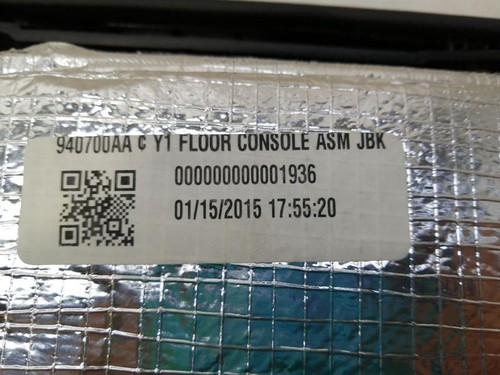 940700AA C Y1 FLOOR CONSOLE ASM JBK
000000000001936
01/15/2015 17:55:20